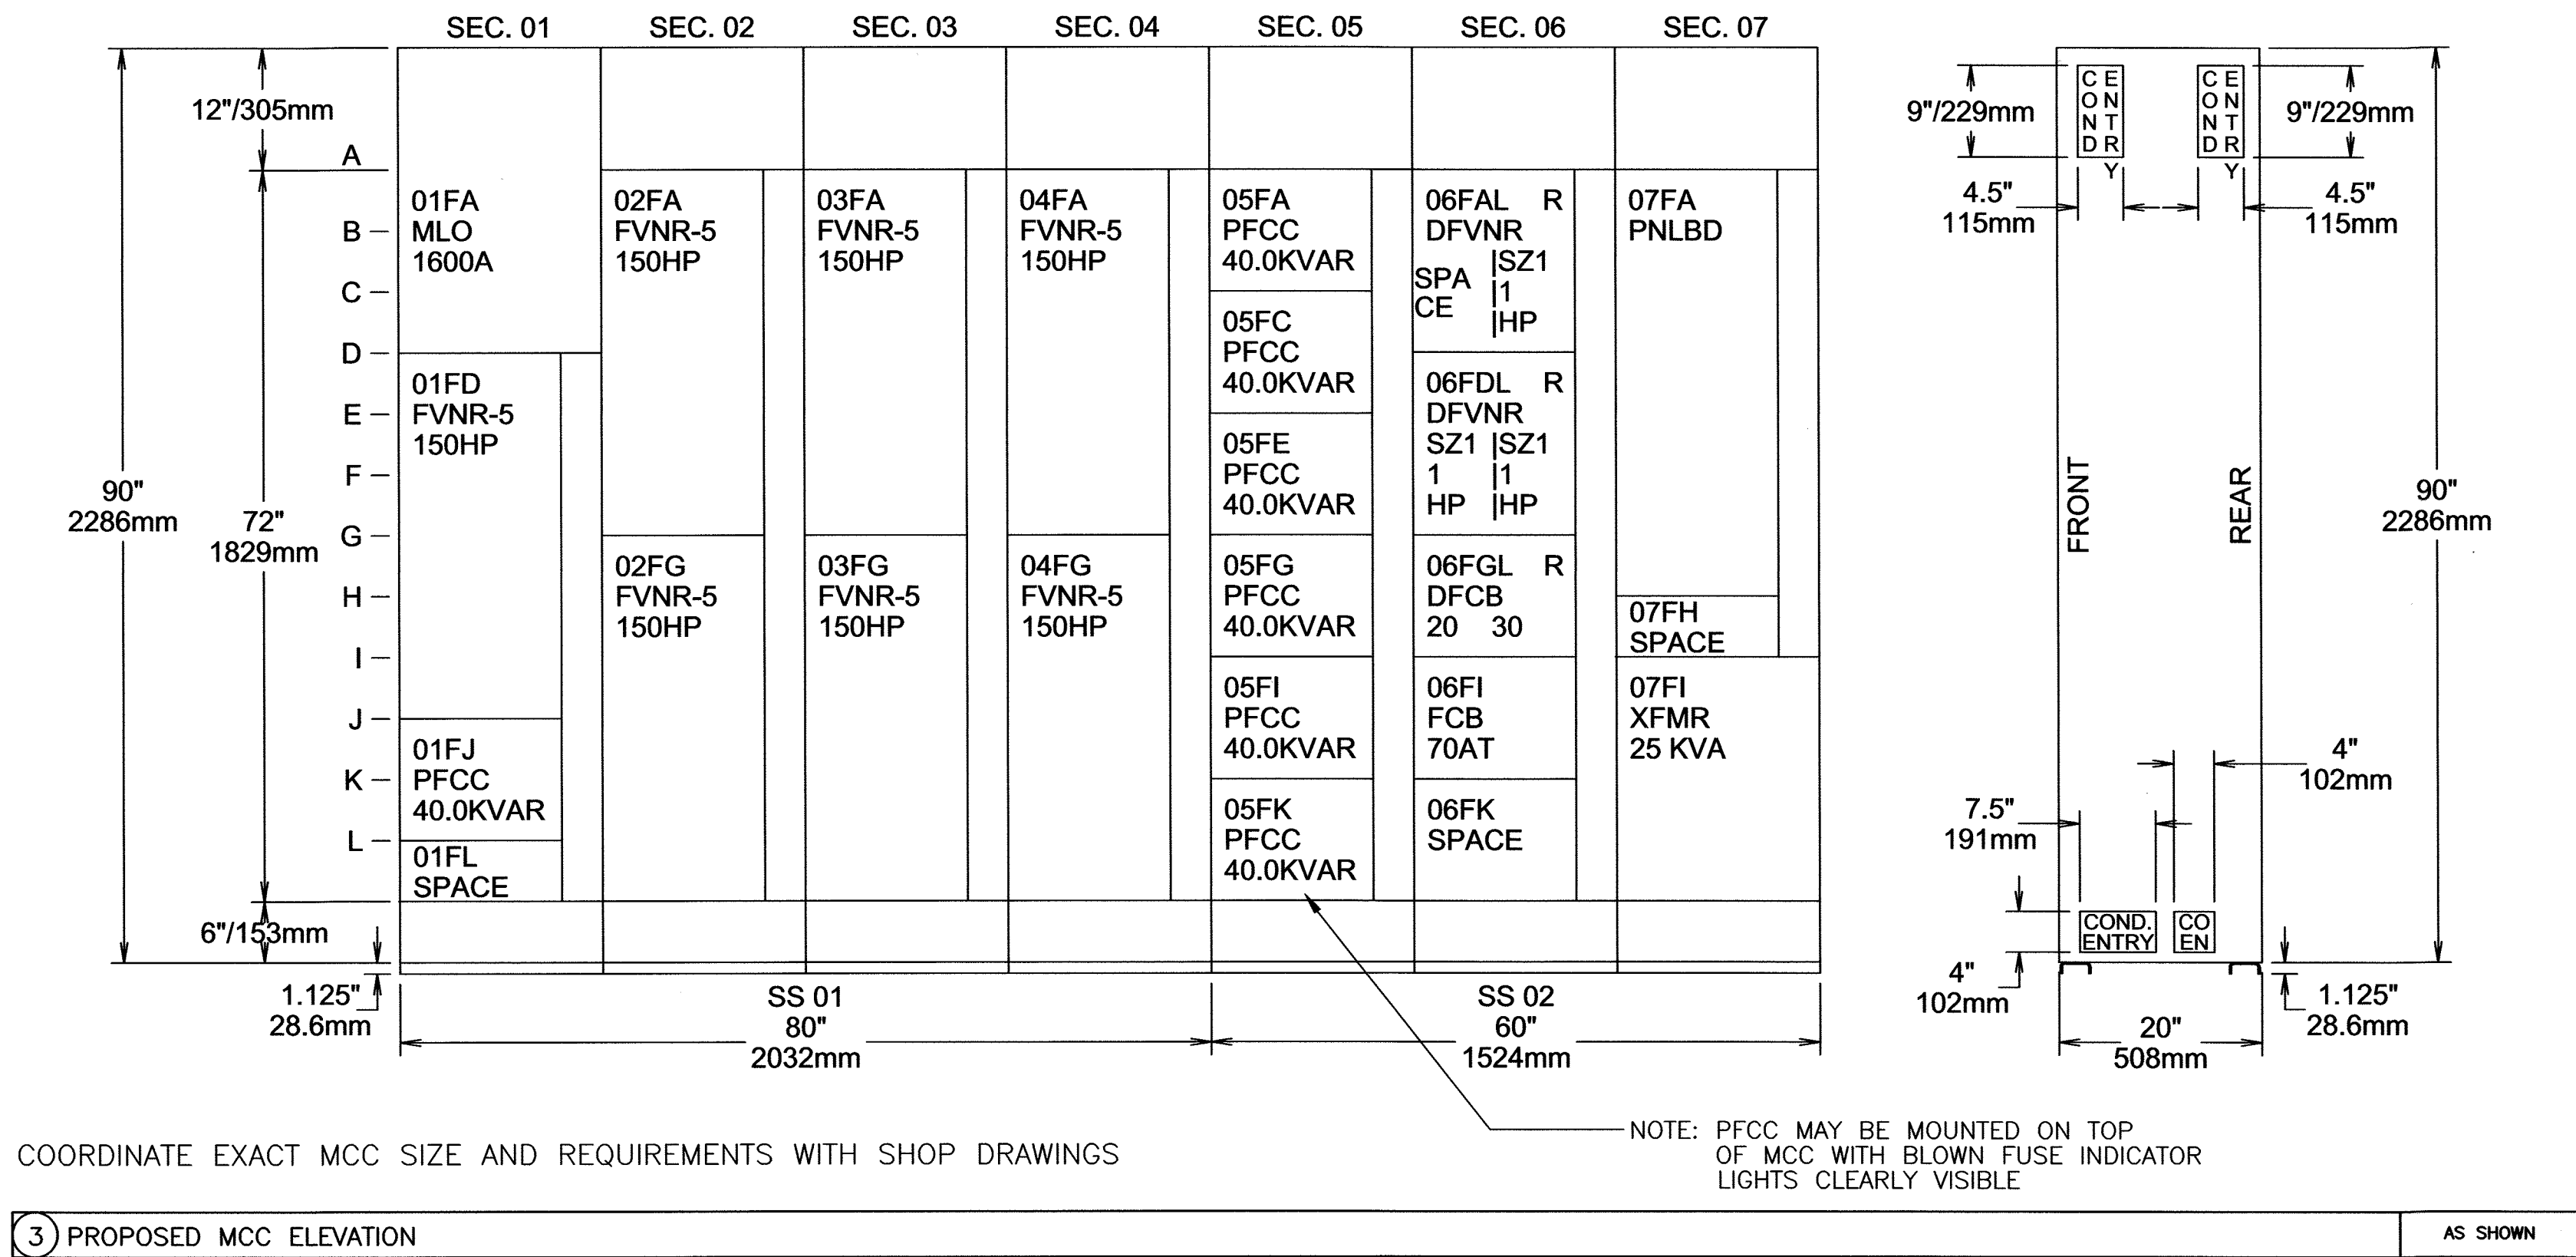 SEC. 01
SEC. 02
SEC. 03
SEC. 04
SEC. 05
SEC. 06
SEC. 07
12"/305mm
90"
2286mm
72"
1829mm
6"/153mm
1.125"
28.6mm
A
B
C
D
E
F
G
H
I
J
K
L
01FA
MLO
1600A
01FD
FVNR-5
150HP
01FJ
PFCC
40.0KVAR
01FL
SPACE
02FA
FVNR-5
150HP
02FG
FVNR-5
150HP
03FA
FVNR-5
150HP
03FG
FVNR-5
150HP
04FA
FVNR-5
150HP
04FG
FVNR-5
150HP
05FA
PFCC
40.0KVAR
05FC
PFCC
40.0KVAR
05FE
PFCC
40.0KVAR
05FG
PFCC
40.0KVAR
05FI
PFCC
40.0KVAR
05FK
PFCC
40.0KVAR
06FAL R
DFVNR
SPA
CE
|SZ1
|1
|HP
06FDL R
DFVNR
SZ1 |SZ1
1 |1
HP |HP
06FGL R
DFCB
20 30
06FI
FCB
70AT
06FK
SPACE
07FA
PNLBD
07FH
SPACE
07FI
XFMR
25 KVA
SS 01
80"
2032mm
SS 02
60"
1524mm
COND
ENTRY
COND
ENTRY
9"/229mm
9"/229mm
4.5"
115mm
4.5"
115mm
FRONT
REAR
90"
2286mm
4"
102mm
7.5"
191mm
COND.
ENTRY
CO
EN
4"
102mm
1.125"
28.6mm
20"
508mm
NOTE: PFCC MAY BE MOUNTED ON TOP
OF MCC WITH BLOWN FUSE INDICATOR
LIGHTS CLEARLY VISIBLE
COORDINATE EXACT MCC SIZE AND REQUIREMENTS WITH SHOP DRAWINGS
3 PROPOSED MCC ELEVATION
AS SHOWN